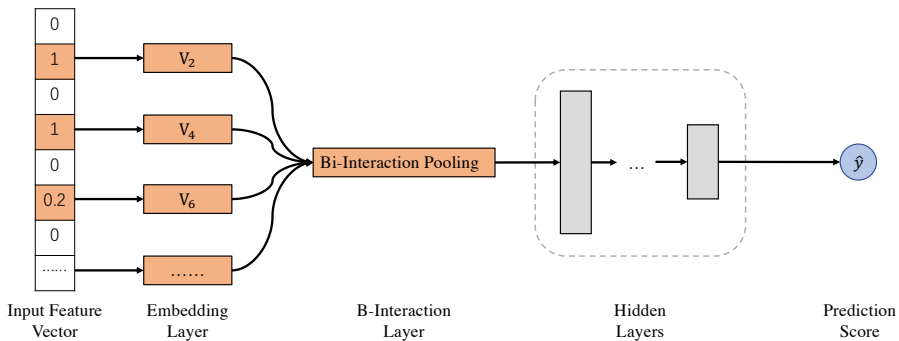 0
1
0
1
0
0.2
0
......
V₂
V₄
V₆
......
Bi-Interaction Pooling
...
ŷ
Input Feature
Vector
Embedding
Layer
B-Interaction
Layer
Hidden
Layers
Prediction
Score